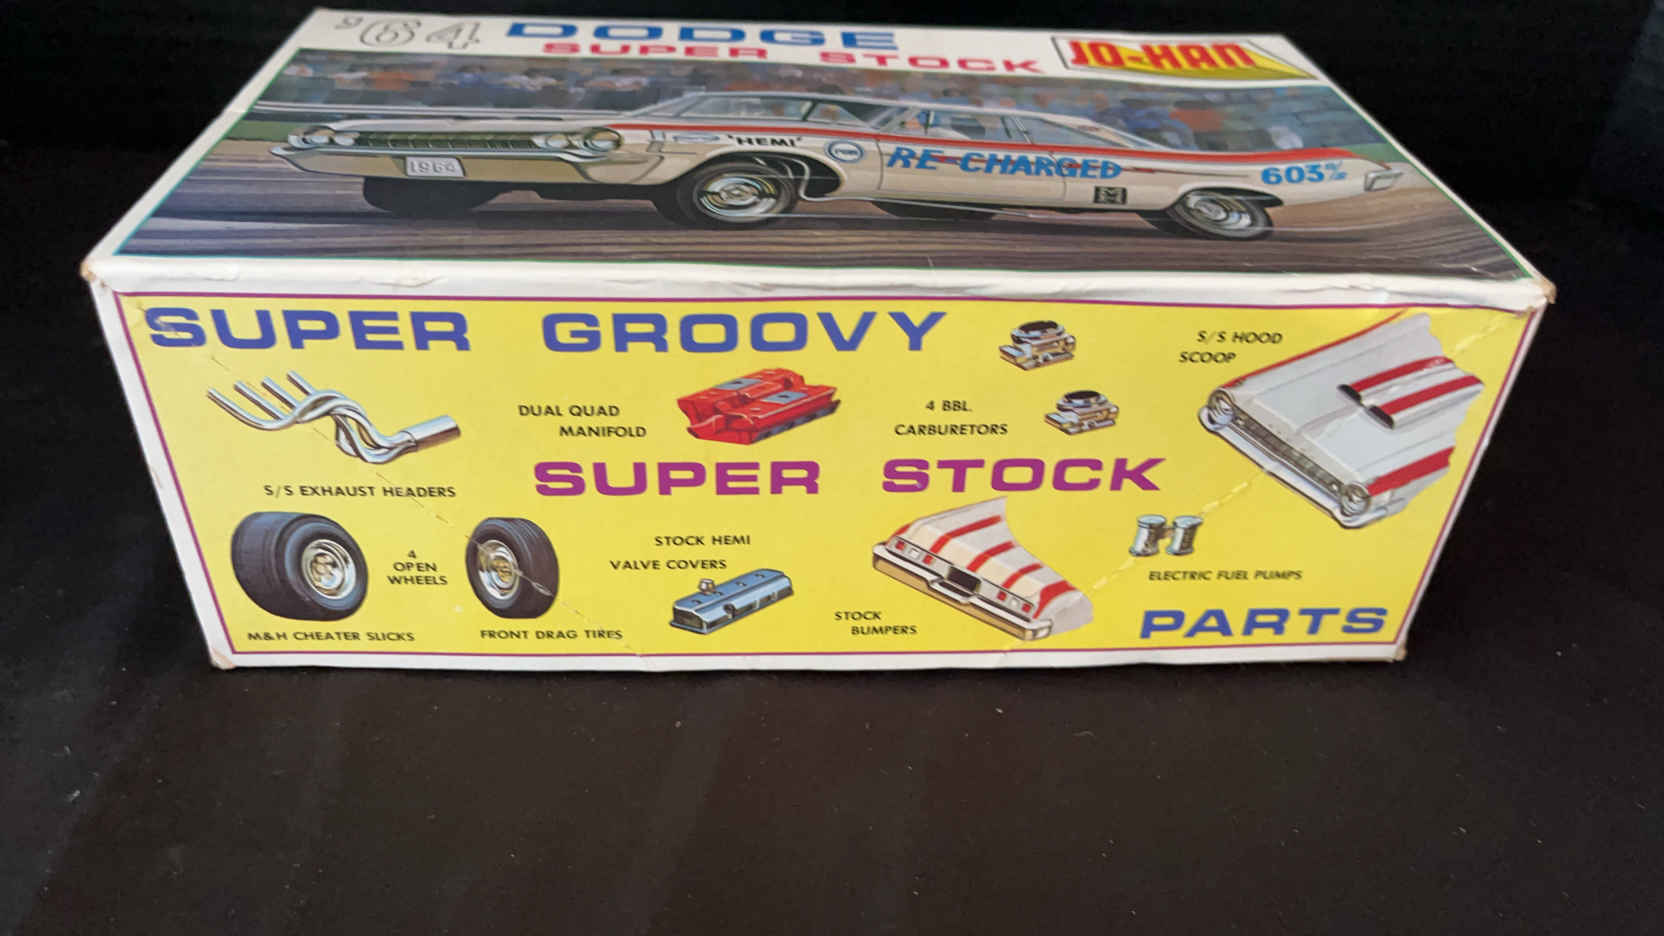 '64 DODGE
SUPER STOCK
JO-HAN
1964
'HEMI'
RE-CHARGED
603
SUPER GROOVY
S/S HOOD
SCOOP
DUAL QUAD
MANIFOLD
4 BBL.
CARBURETORS
SUPER STOCK
S/S EXHAUST HEADERS
4
OPEN
WHEELS
STOCK HEMI
VALVE COVERS
ELECTRIC FUEL PUMPS
STOCK
BUMPERS
PARTS
M&H CHEATER SLICKS
FRONT DRAG TIRES